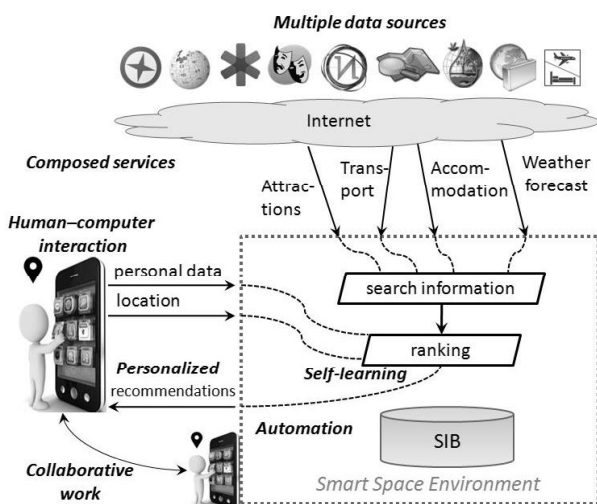 Multiple data sources
Internet
Composed services
Attrac-
tions
Trans-
port
Accom-
modation
Weather
forecast
Human–computer
interaction
personal data
location
search information
ranking
Personalized
recommendations
Self-learning
Automation
SIB
Collaborative
work
Smart Space Environment